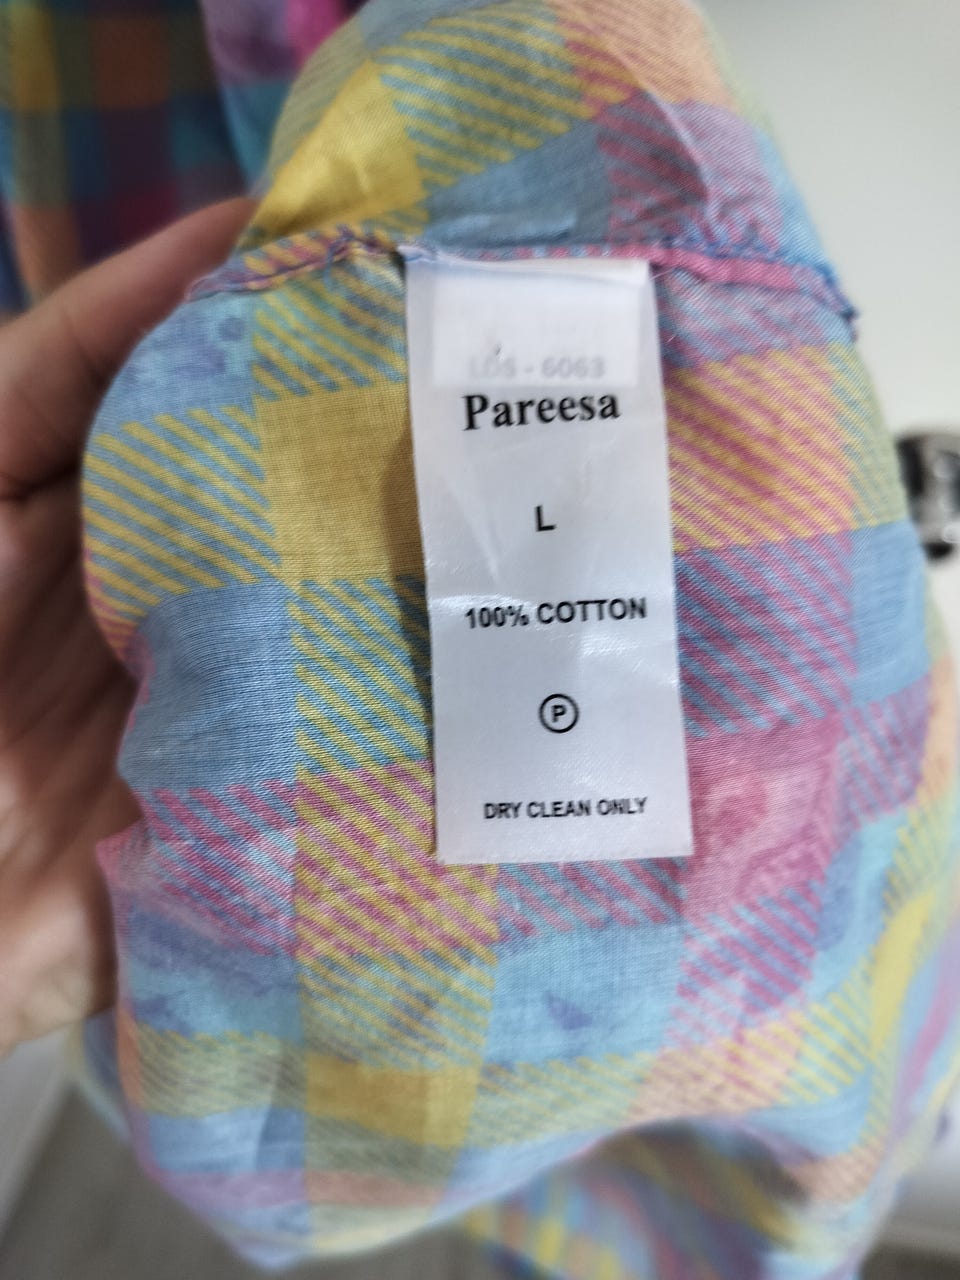 LDS - 6063
Pareesa
L
100% COTTON
P
DRY CLEAN ONLY